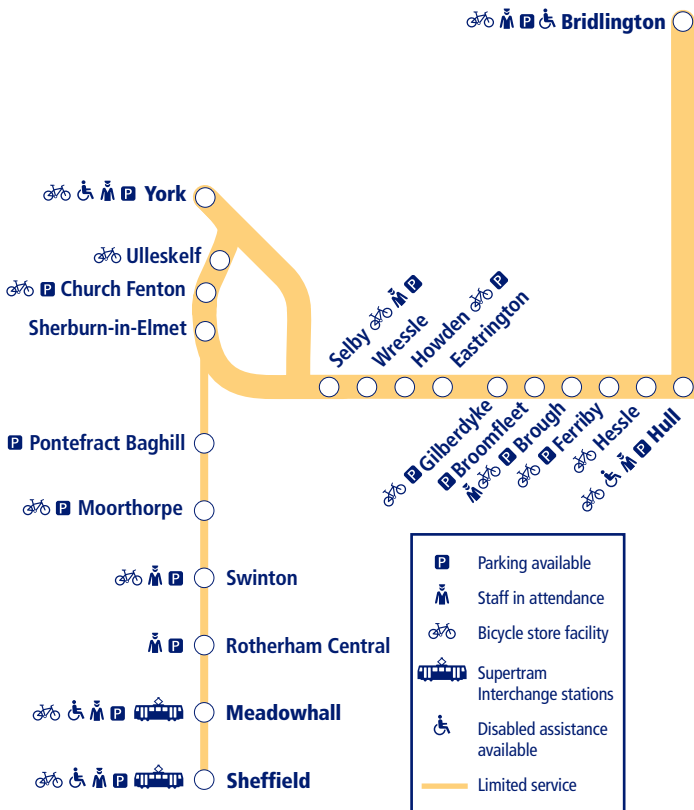 Bridlington
York
Ulleskelf
Church Fenton
Sherburn-in-Elmet
Selby
Wressle
Howden
Eastrington
Gilberdyke
Broomfleet
Brough
Ferriby
Hessle
Hull
Pontefract Baghill
Moorthorpe
Swinton
Rotherham Central
Meadowhall
Sheffield
P Parking available
Staff in attendance
Bicycle store facility
Supertram
Interchange stations
Disabled assistance
available
Limited service